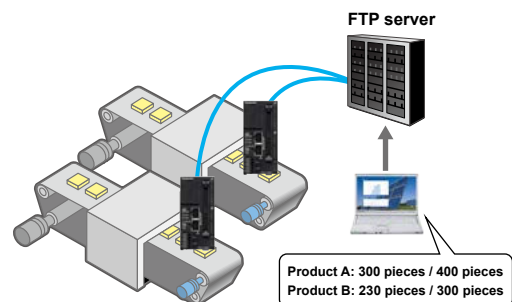 FTP server
Product A: 300 pieces / 400 pieces
Product B: 230 pieces / 300 pieces